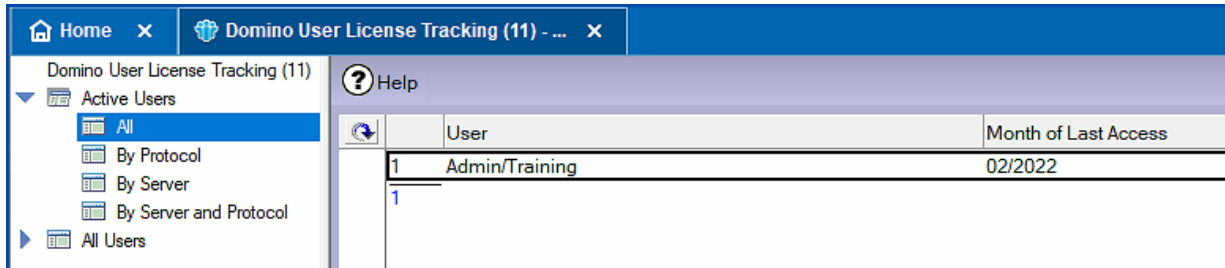 Home × Domino User License Tracking (11) - ... ×
Domino User License Tracking (11)
Active Users
All
By Protocol
By Server
By Server and Protocol
All Users
? Help
User Month of Last Access
1 Admin/Training 02/2022
1